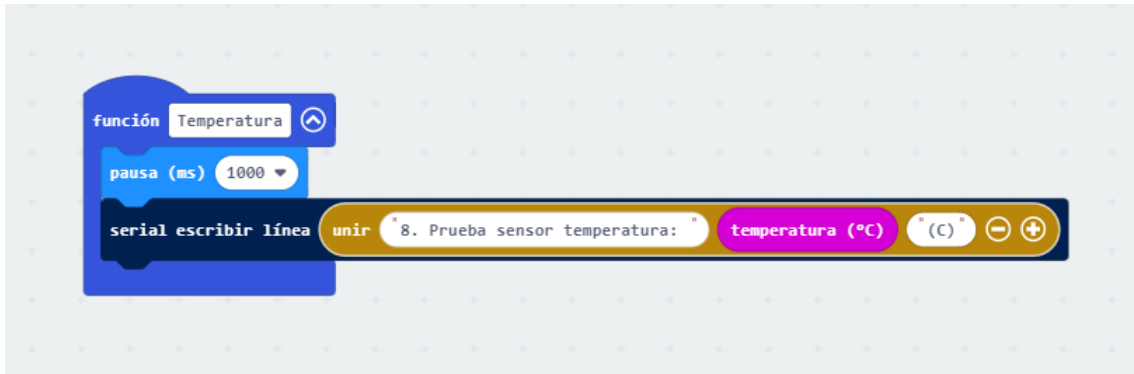 función Temperatura
pausa (ms) 1000
serial escribir línea unir "8. Prueba sensor temperatura: " temperatura (°C) "(C)"